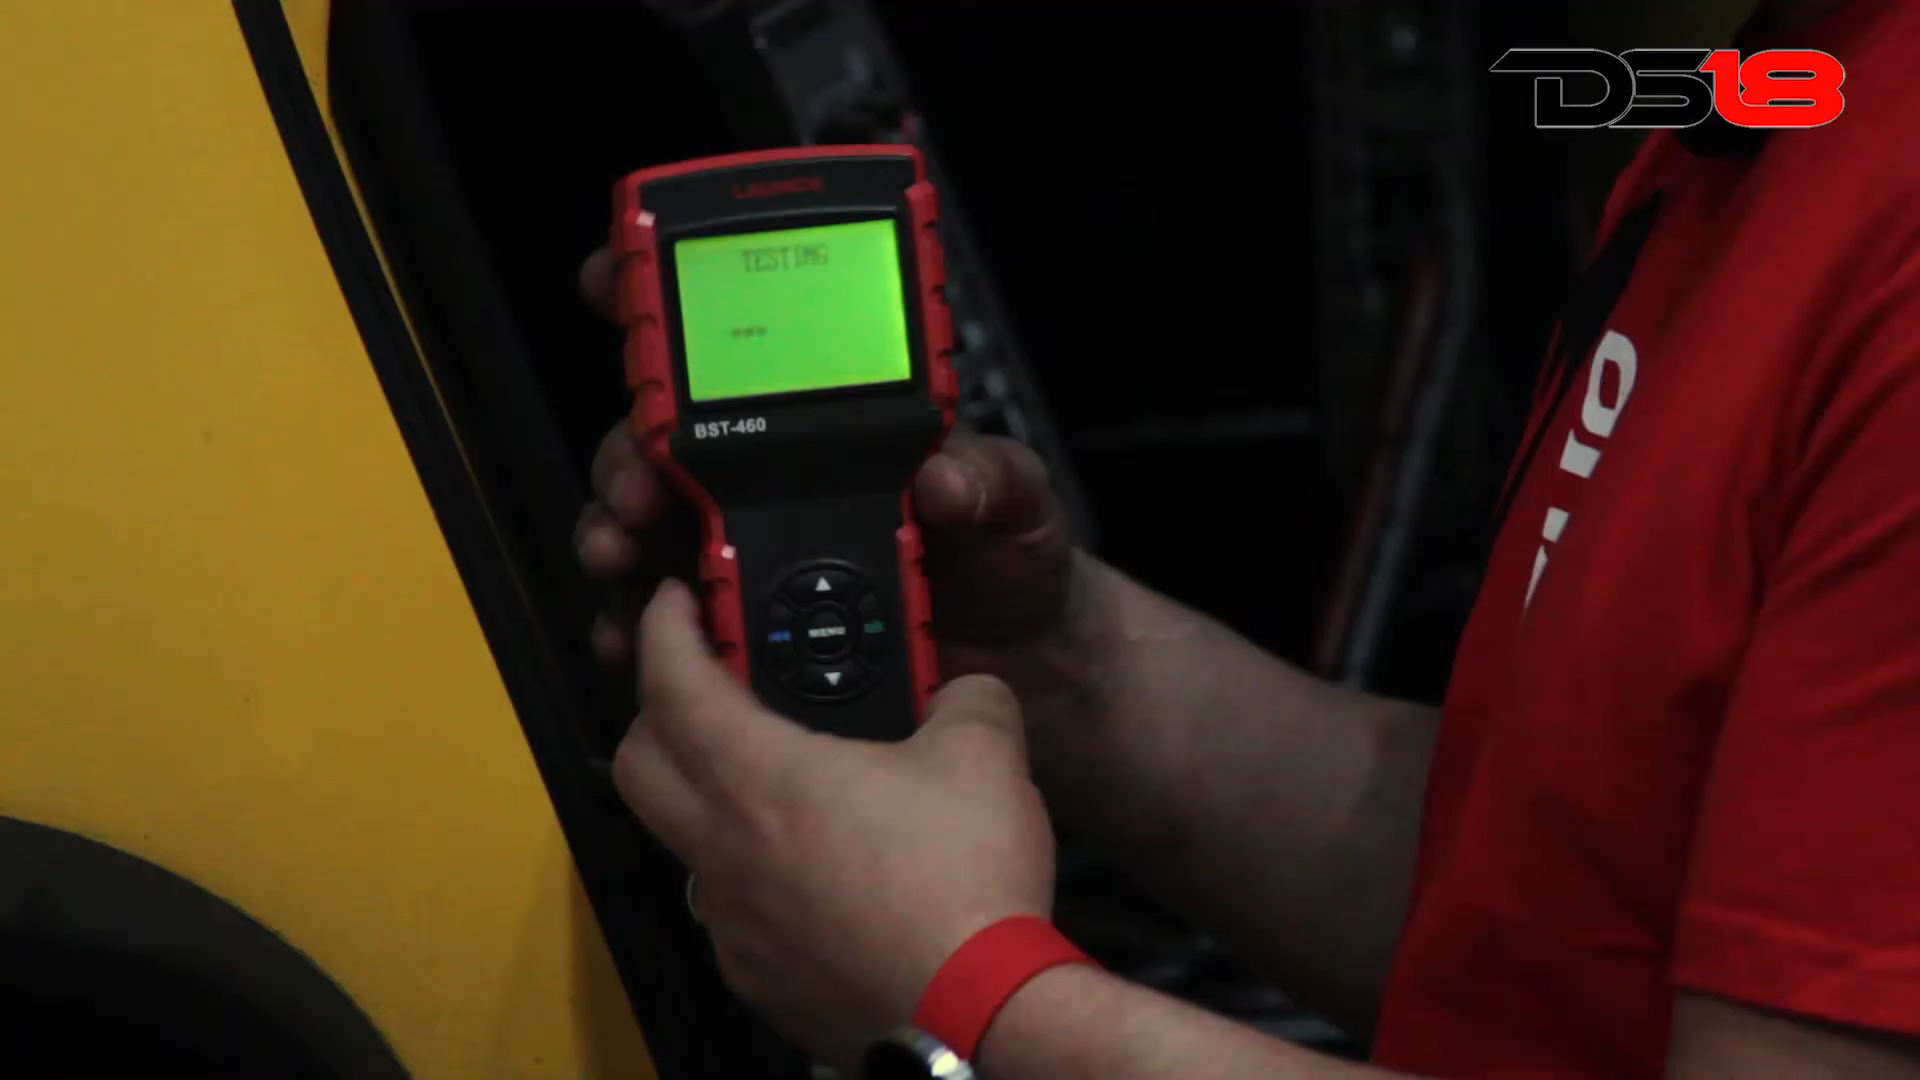 DS18
LAUNCH
TESTING
BST-460
MENU